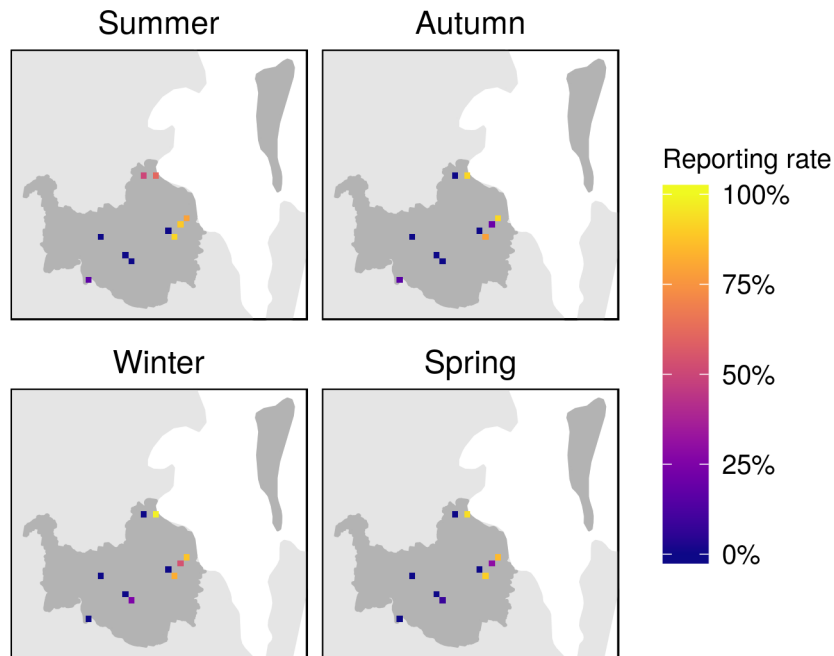 Summer
Autumn
Reporting rate
100%
75%
50%
25%
0%
Winter
Spring